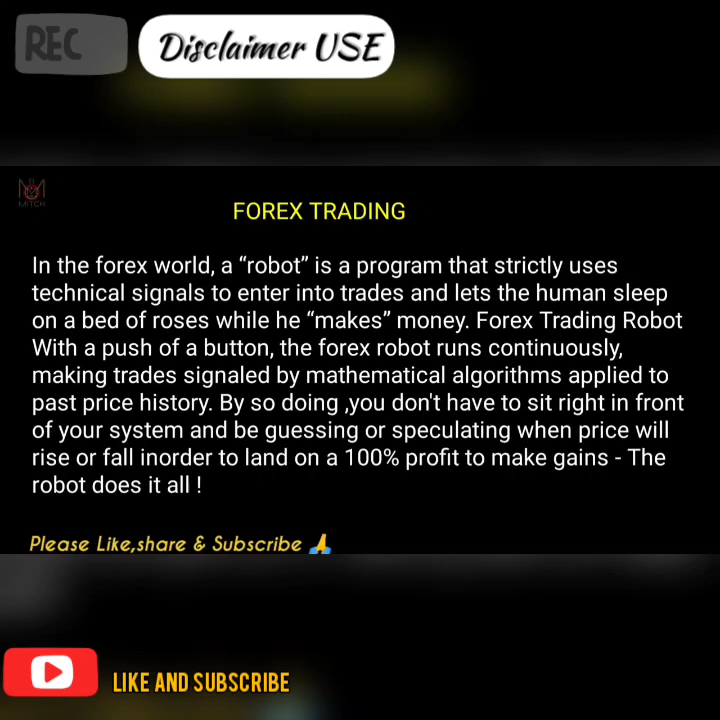 REC
Disclaimer USE
MITCH
FOREX TRADING
In the forex world, a “robot” is a program that strictly uses
technical signals to enter into trades and lets the human sleep
on a bed of roses while he “makes” money. Forex Trading Robot
With a push of a button, the forex robot runs continuously,
making trades signaled by mathematical algorithms applied to
past price history. By so doing ,you don't have to sit right in front
of your system and be guessing or speculating when price will
rise or fall inorder to land on a 100% profit to make gains - The
robot does it all !
Please Like,share & Subscribe 🙏
LIKE AND SUBSCRIBE